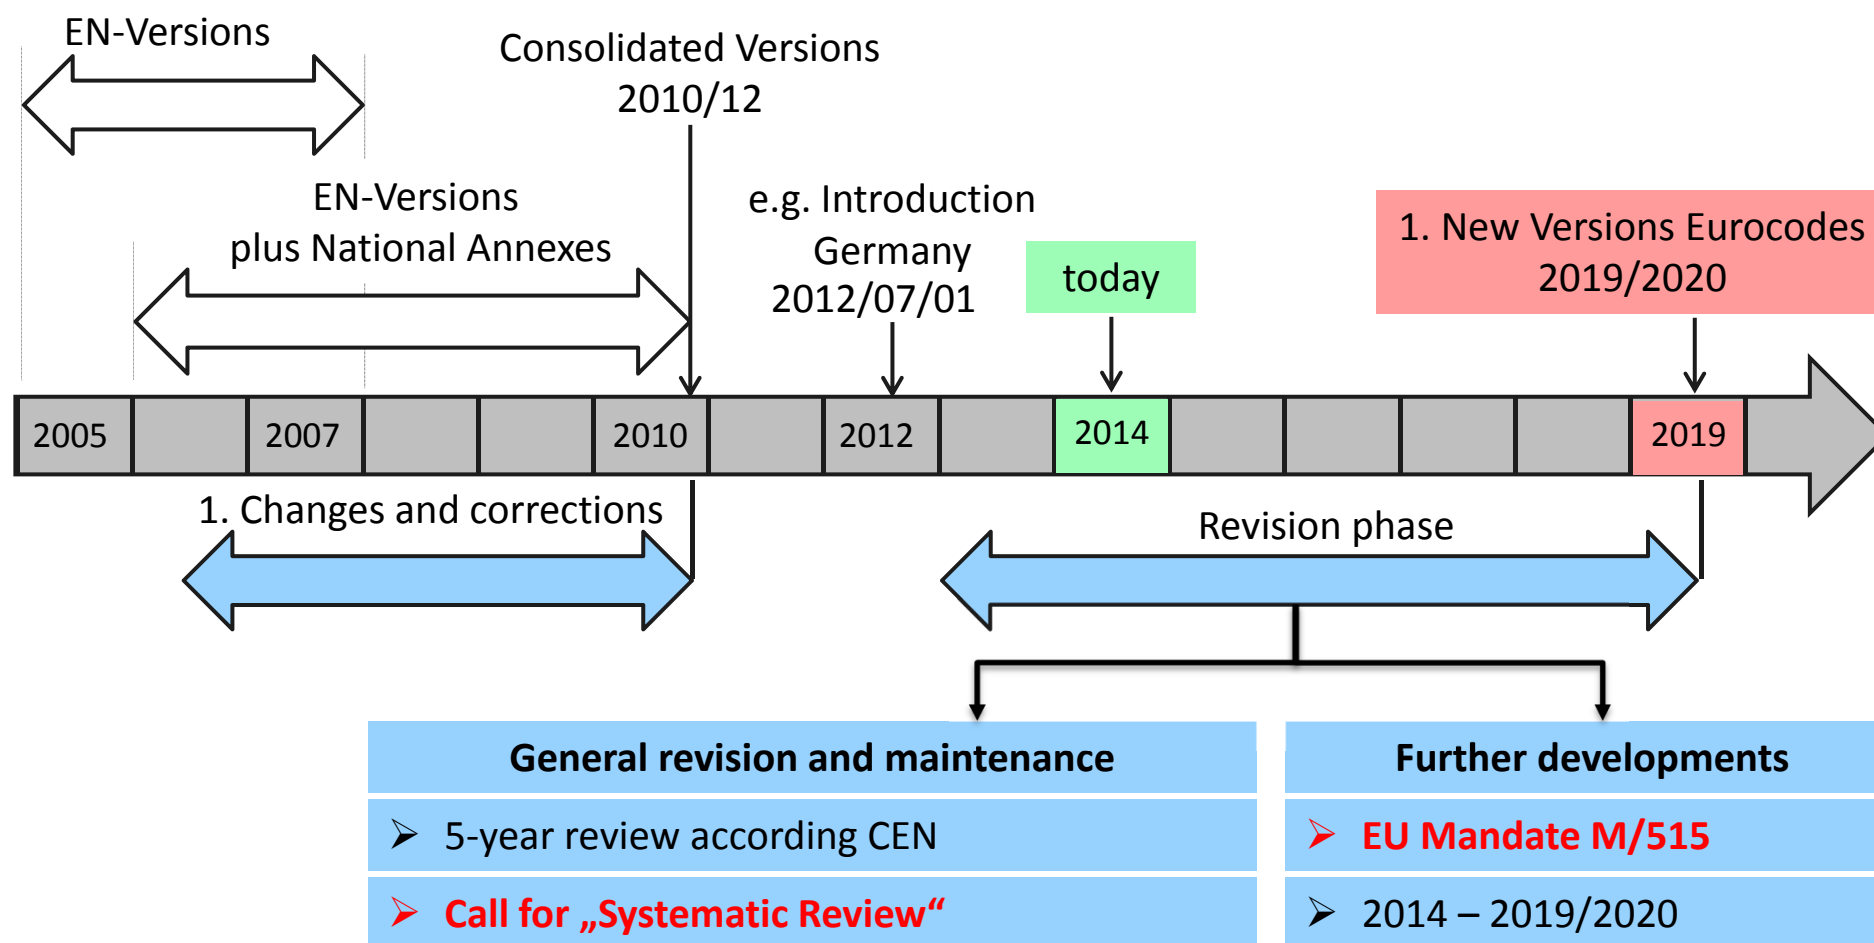 EN-Versions
Consolidated Versions
2010/12
EN-Versions
plus National Annexes
e.g. Introduction
Germany
2012/07/01
today
1. New Versions Eurocodes
2019/2020
2005
2007
2010
2012
2014
2019
1. Changes and corrections
Revision phase
General revision and maintenance
➢ 5-year review according CEN
➢ Call for „Systematic Review“
Further developments
➢ EU Mandate M/515
➢ 2014 – 2019/2020